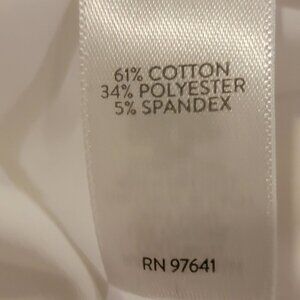 61% COTTON
34% POLYESTER
5% SPANDEX
RN 97641